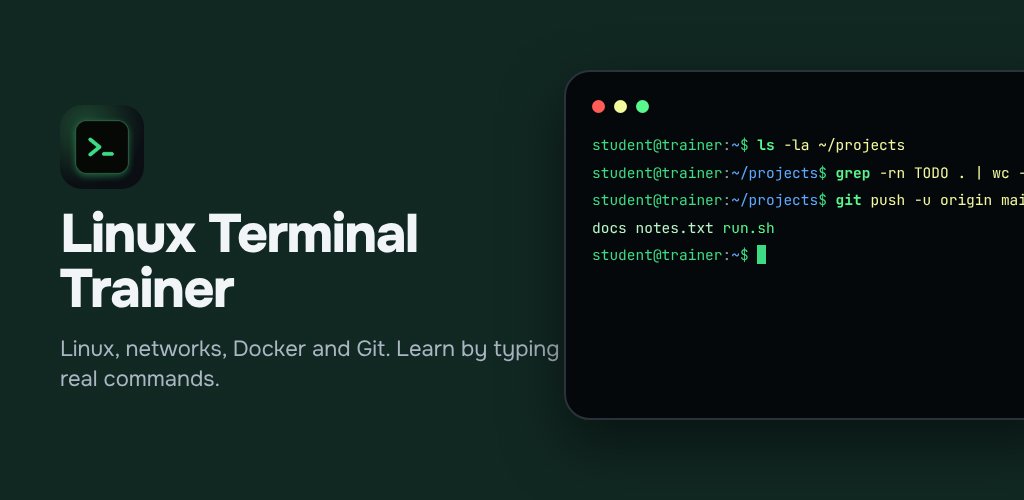 Linux Terminal
Trainer
Linux, networks, Docker and Git. Learn by typing
real commands.
student@trainer:~$ ls -la ~/projects
student@trainer:~/projects$ grep -rn TODO . | wc -
student@trainer:~/projects$ git push -u origin mai
docs notes.txt run.sh
student@trainer:~$